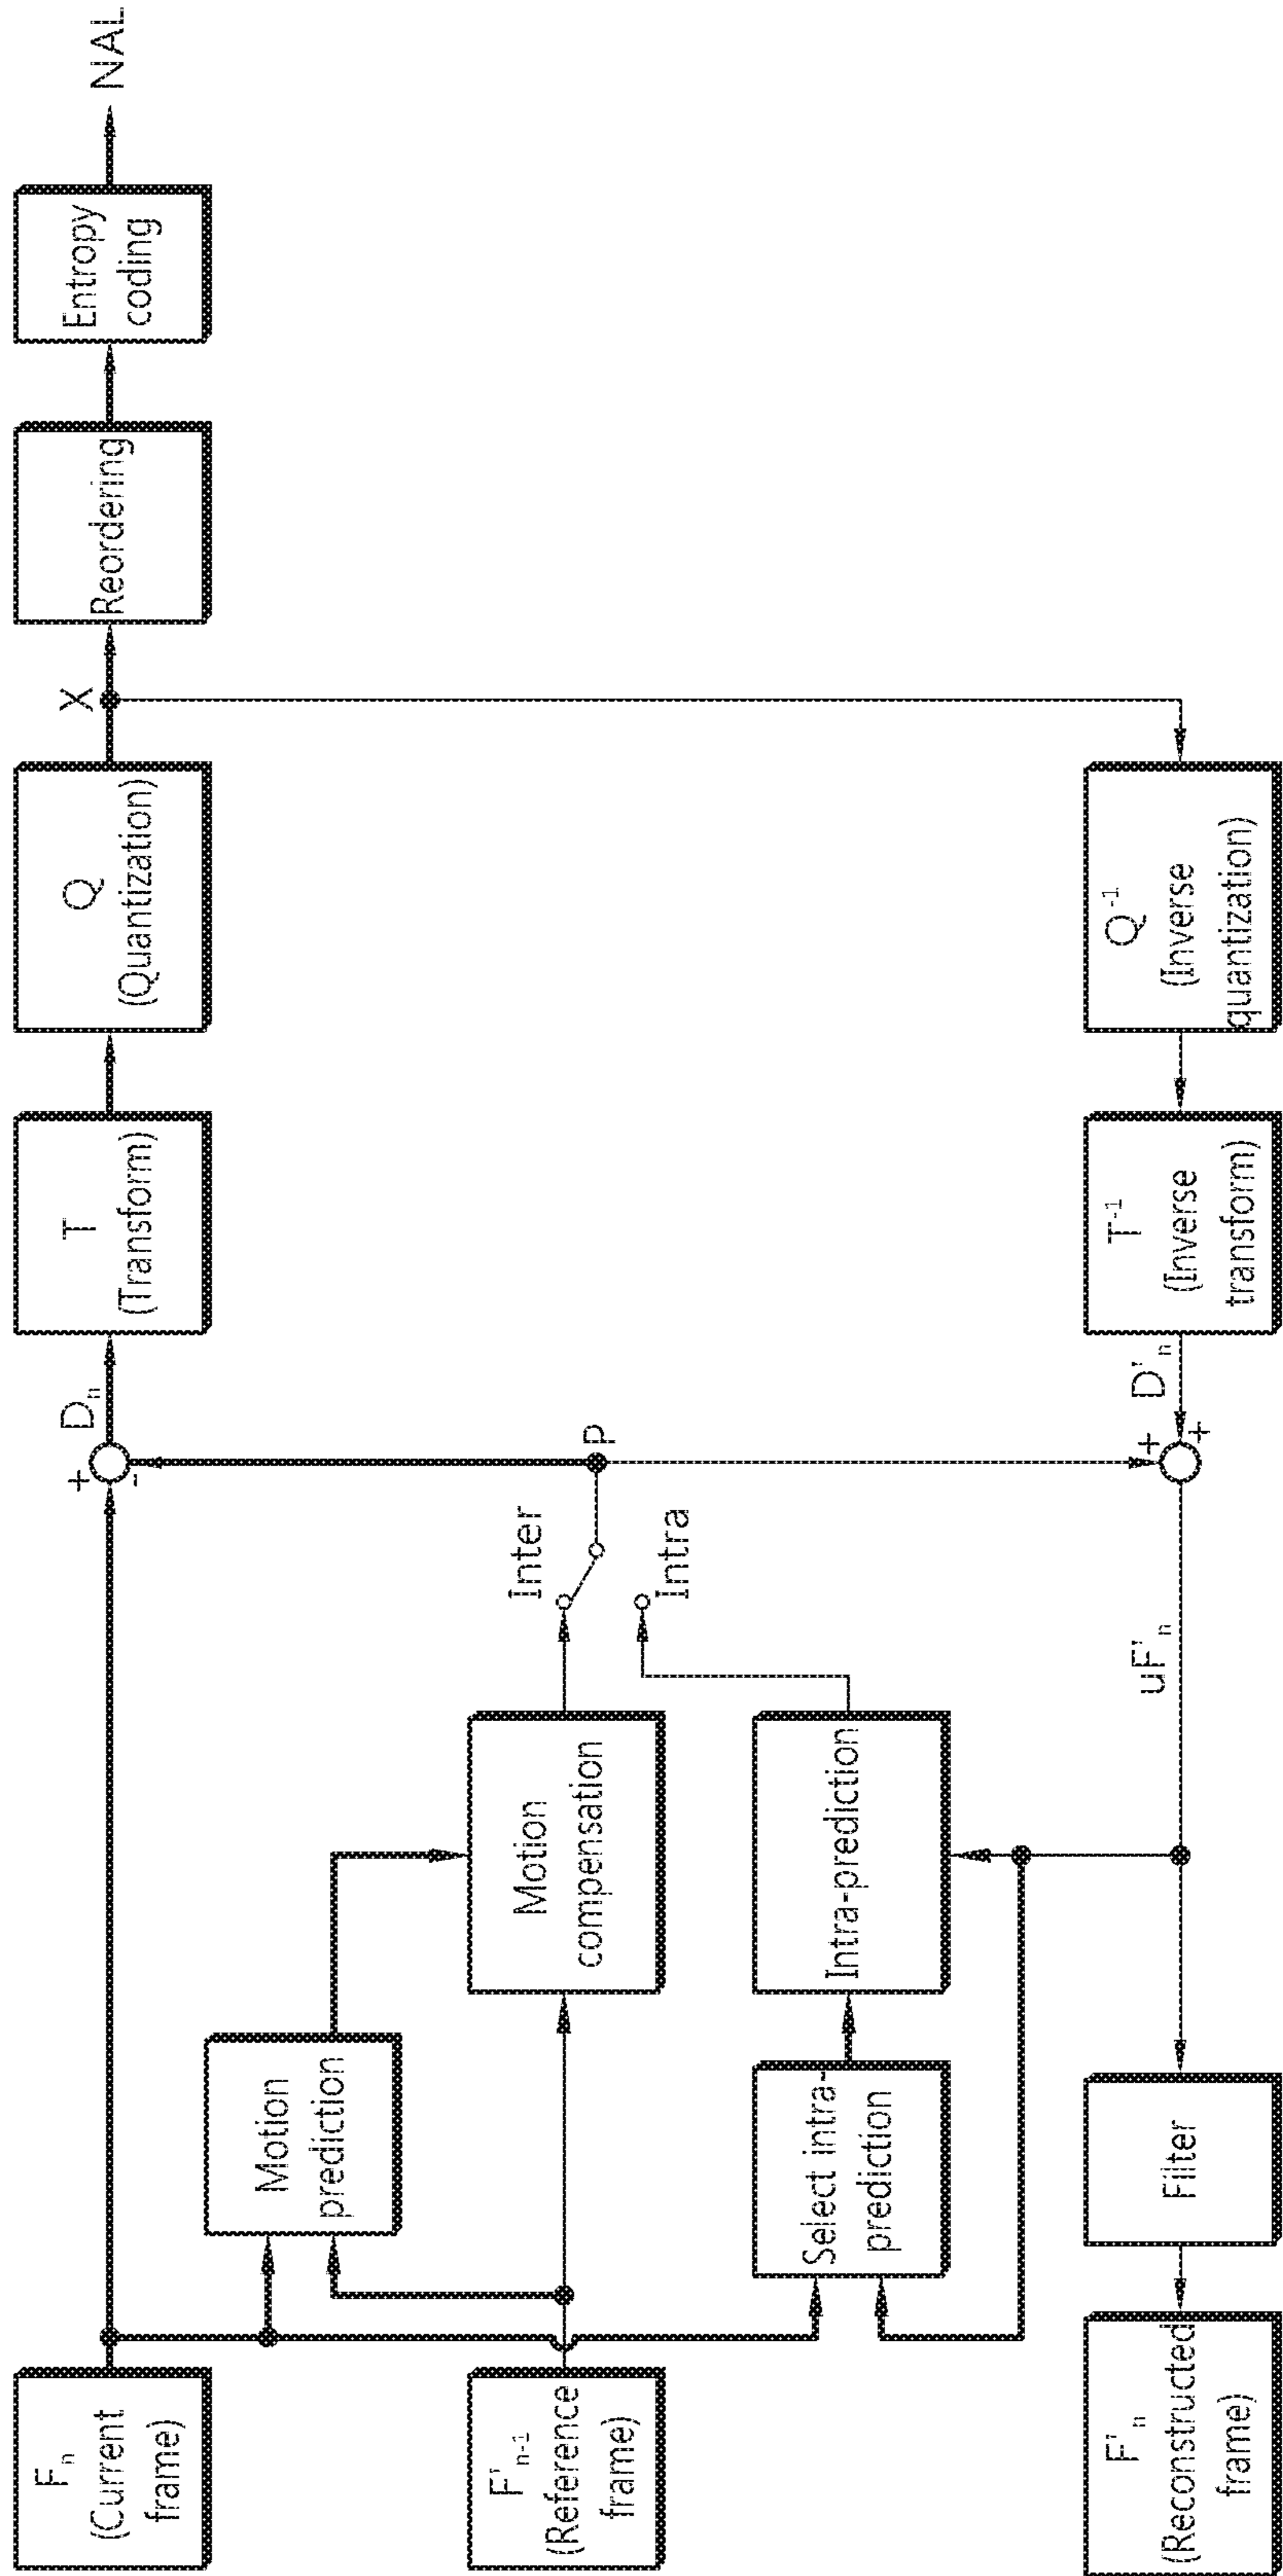 Fn
(Current
frame)
+
-
Dn
T
(Transform)
Q
(Quantization)
X
Reordering
Entropy
coding
NAL
Motion
prediction
F'n-1
(Reference
frame)
Motion
compensation
Inter
P
Intra
Select intra-
prediction
Intra-prediction
F'n
(Reconstructed
frame)
Filter
uF'n
+
+
D'n
T-1
(Inverse
transform)
Q-1
(Inverse
quantization)